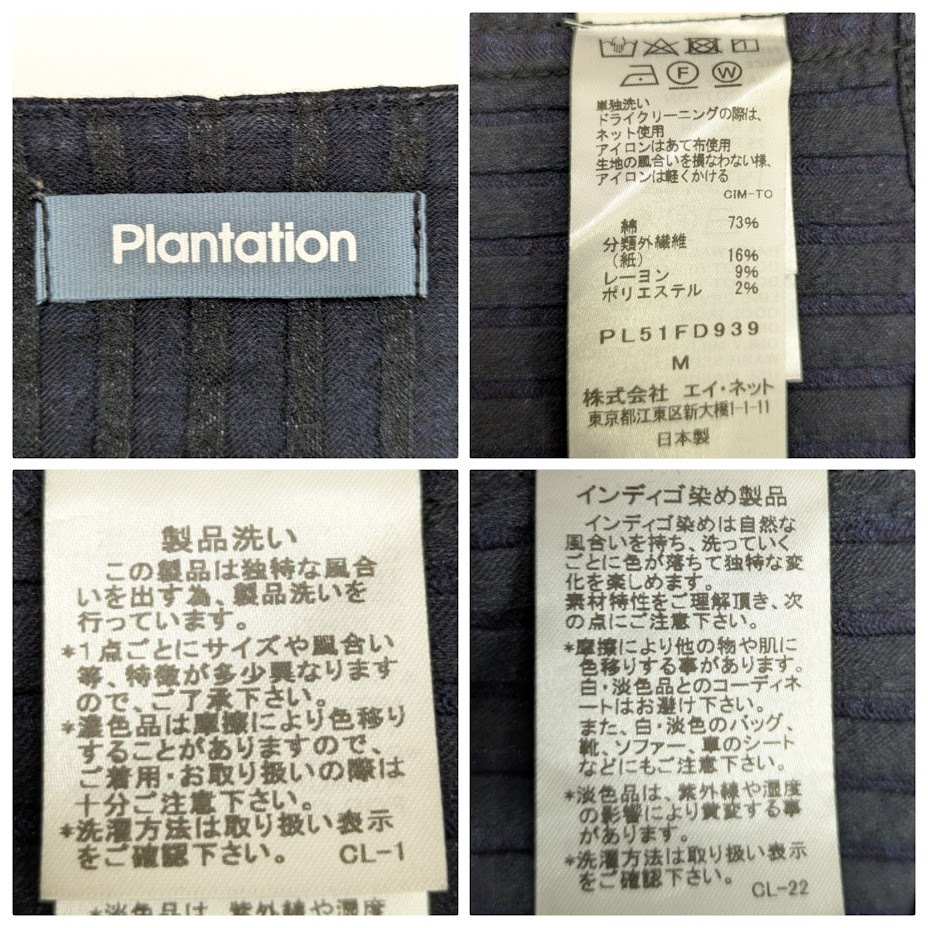 Plantation
単独洗い
ドライクリーニングの際は、
ネット使用
アイロンはあて布使用
生地の風合いを損なわない様、
アイロンは軽くかける
CIM-TO
綿 73%
分類外繊維
(紙) 16%
レーヨン 9%
ポリエステル 2%
PL51FD939
M
株式会社 エイ・ネット
東京都江東区新大橋1-1-11
日本製
製品洗い
この製品は独特な風合
いを出す為、製品洗いを
行っています。
*1点ごとにサイズや風合い
等、特徴が多少異なります
ので、ご了承下さい。
*濃色品は摩擦により色移り
することがありますので、
ご着用・お取り扱いの際は
十分ご注意下さい。
*洗濯方法は取り扱い表示
をご確認下さい。 CL-1
*淡色品は、紫外線や湿度
インディゴ染め製品
インディゴ染めは自然な
風合いを持ち、洗っていく
ごとに色が落ちて独特な変
化を楽しめます。
素材特性をご理解頂き、次
の点にご注意下さい。
*摩擦により他の物や肌に
色移りする事があります。
白・淡色品とのコーディネ
ートはお避け下さい。
また、白・淡色のバッグ、
靴、ソファー、車のシート
などにもご注意下さい。
*淡色品は、紫外線や湿度
の影響により黄変する事
があります。
*洗濯方法は取り扱い表示
をご確認下さい。 CL-22